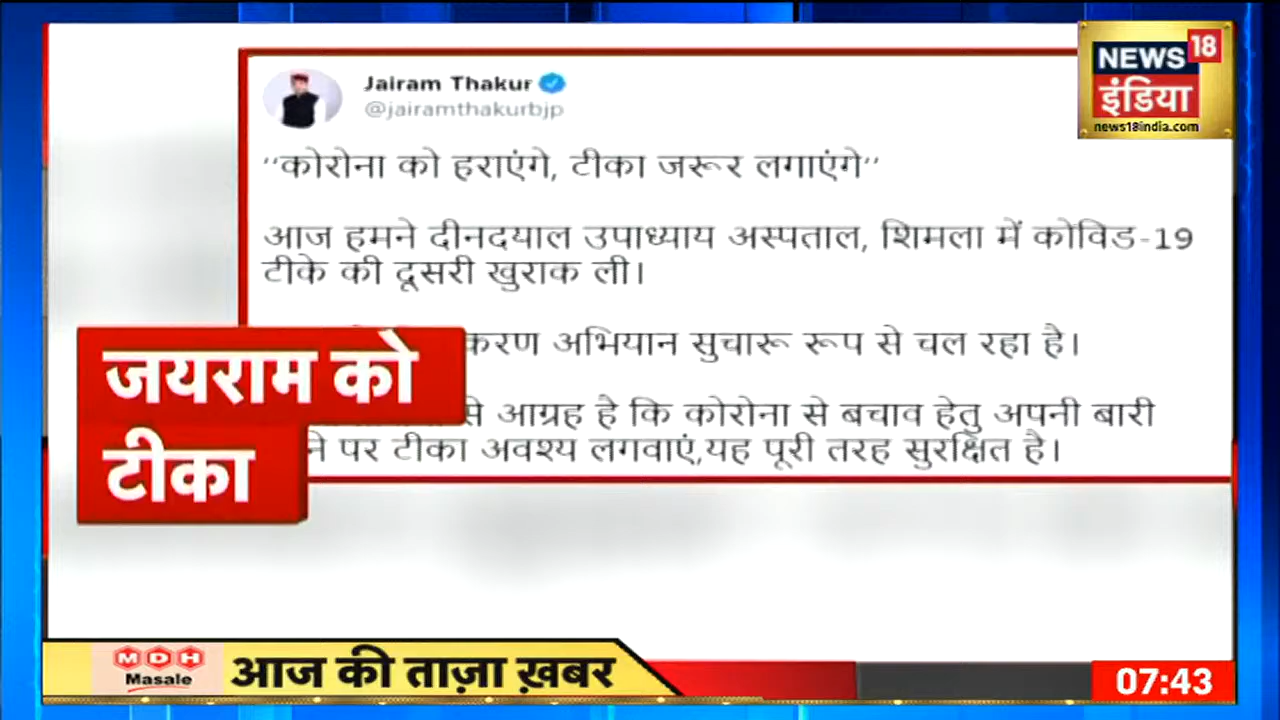 NEWS 18
इंडिया
news18india.com
Jairam Thakur
@jairamthakurbjp
‘‘कोरोना को हराएंगे, टीका जरूर लगाएंगे’’
आज हमने दीनदयाल उपाध्याय अस्पताल, शिमला में कोविड-19
टीके की दूसरी खुराक ली।
करण अभियान सुचारू रूप से चल रहा है।
से आग्रह है कि कोरोना से बचाव हेतु अपनी बारी
ने पर टीका अवश्य लगवाएं,यह पूरी तरह सुरक्षित है।
जयराम को
टीका
MDH
Masale
आज की ताज़ा ख़बर
07:43